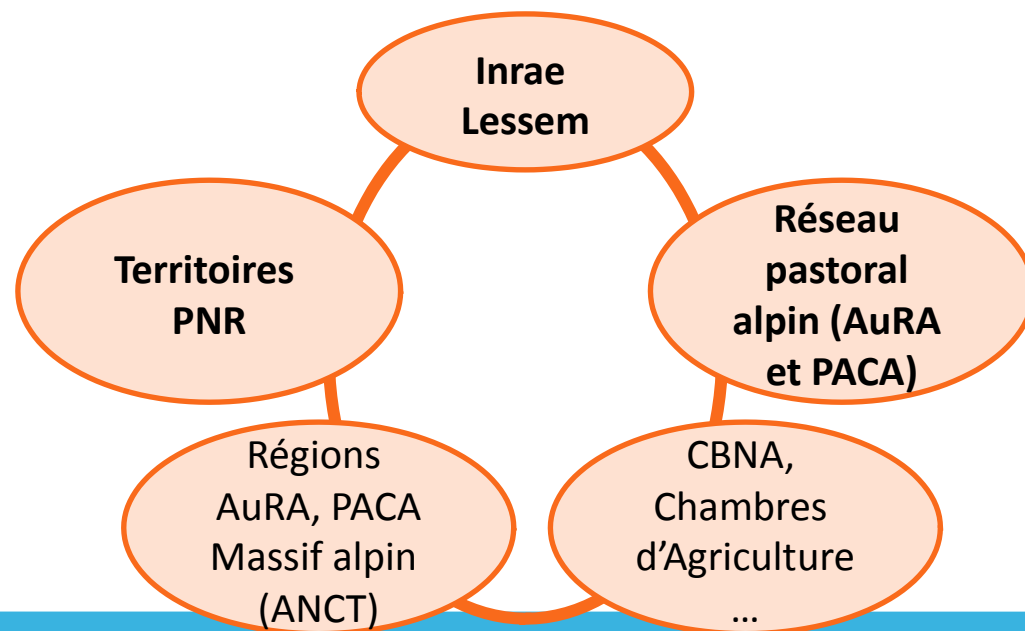 Inrae
Lessem
Territoires
PNR
Réseau
pastoral
alpin (AuRA
et PACA)
Régions
AuRA, PACA
Massif alpin
(ANCT)
CBNA,
Chambres
d’Agriculture
…